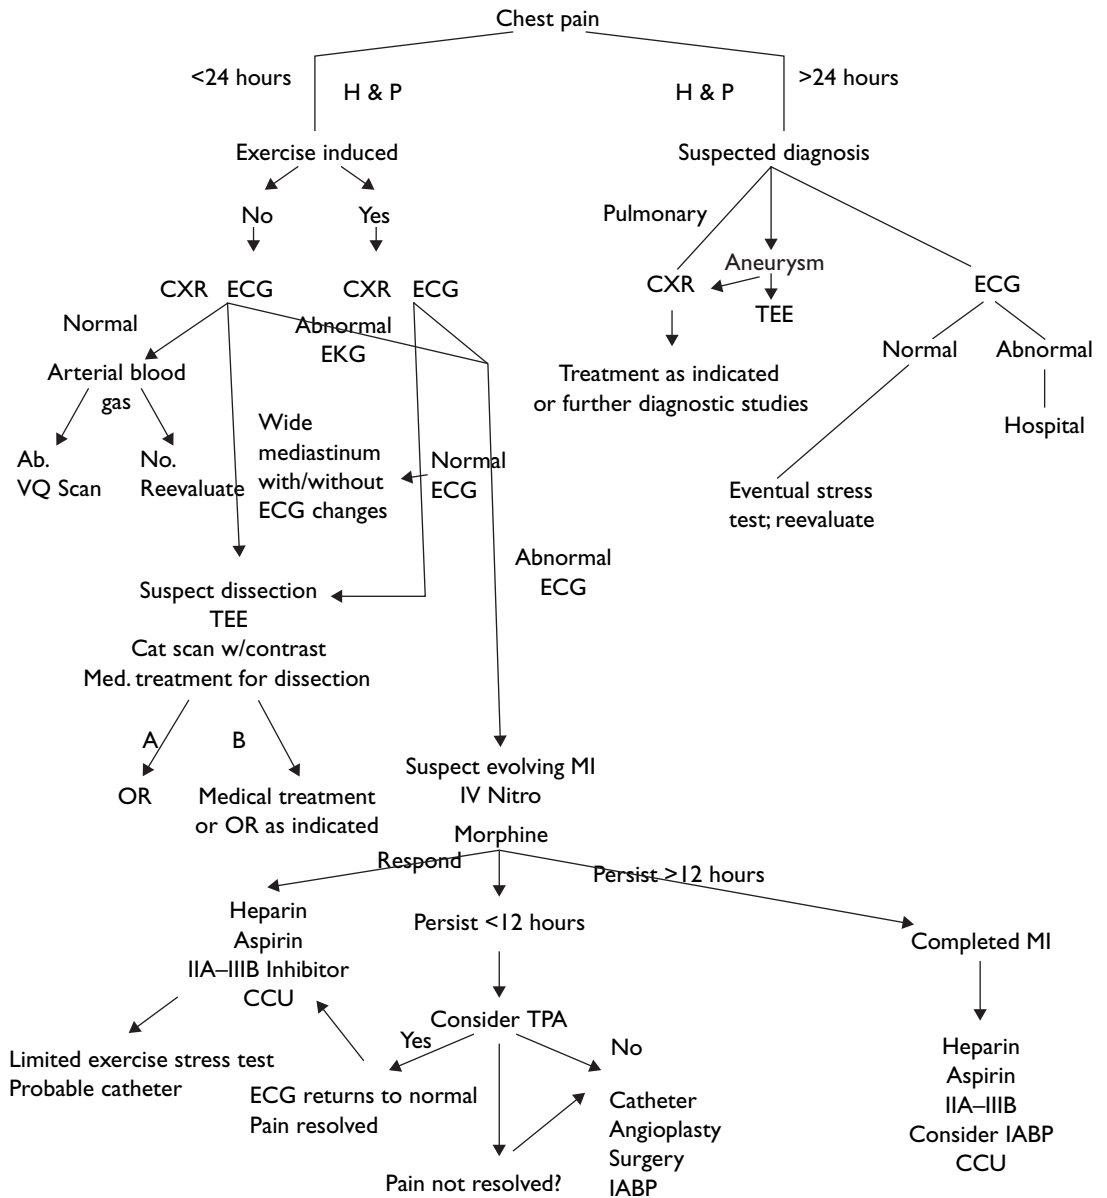 Chest pain
<24 hours
>24 hours
H & P
H & P
Exercise induced
Suspected diagnosis
No
Yes
Pulmonary
Aneurysm
CXR
ECG
CXR
ECG
CXR
ECG
TEE
Normal
Abnormal
EKG
Normal
Abnormal
Arterial blood
gas
Treatment as indicated
or further diagnostic studies
Hospital
Wide
mediastinum
with/without
ECG changes
Normal
ECG
Ab.
VQ Scan
No.
Reevaluate
Eventual stress
test; reevaluate
Abnormal
ECG
Suspect dissection
TEE
Cat scan w/contrast
Med. treatment for dissection
A
B
OR
Medical treatment
or OR as indicated
Suspect evolving MI
IV Nitro
Morphine
Respond
Persist >12 hours
Heparin
Aspirin
IIA–IIIB Inhibitor
CCU
Persist <12 hours
Completed MI
Consider TPA
Yes
No
Limited exercise stress test
Probable catheter
ECG returns to normal
Pain resolved
Catheter
Angioplasty
Surgery
IABP
Pain not resolved?
Heparin
Aspirin
IIA–IIIB
Consider IABP
CCU